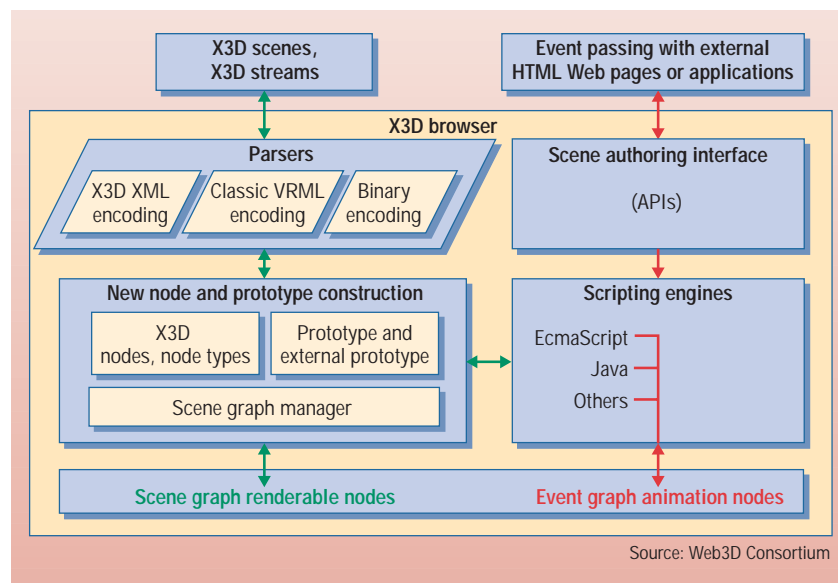 X3D scenes,
X3D streams
Event passing with external
HTML Web pages or applications
X3D browser
Parsers
X3D XML
encoding
Classic VRML
encoding
Binary
encoding
Scene authoring interface
(APIs)
New node and prototype construction
X3D
nodes, node types
Prototype and
external prototype
Scene graph manager
Scripting engines
EcmaScript
Java
Others
Scene graph renderable nodes
Event graph animation nodes
Source: Web3D Consortium